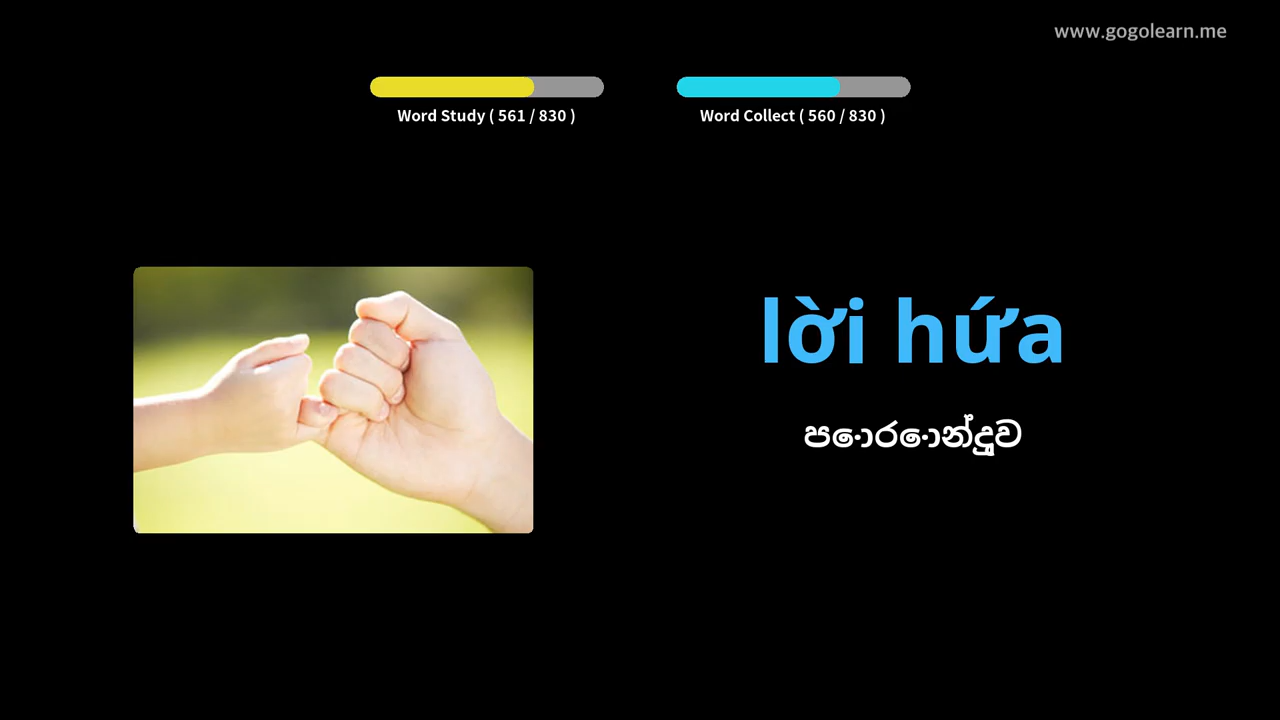 www.gogolearn.me
Word Study ( 561 / 830 )
Word Collect ( 560 / 830 )
lời hứa
පොරොන්දුව